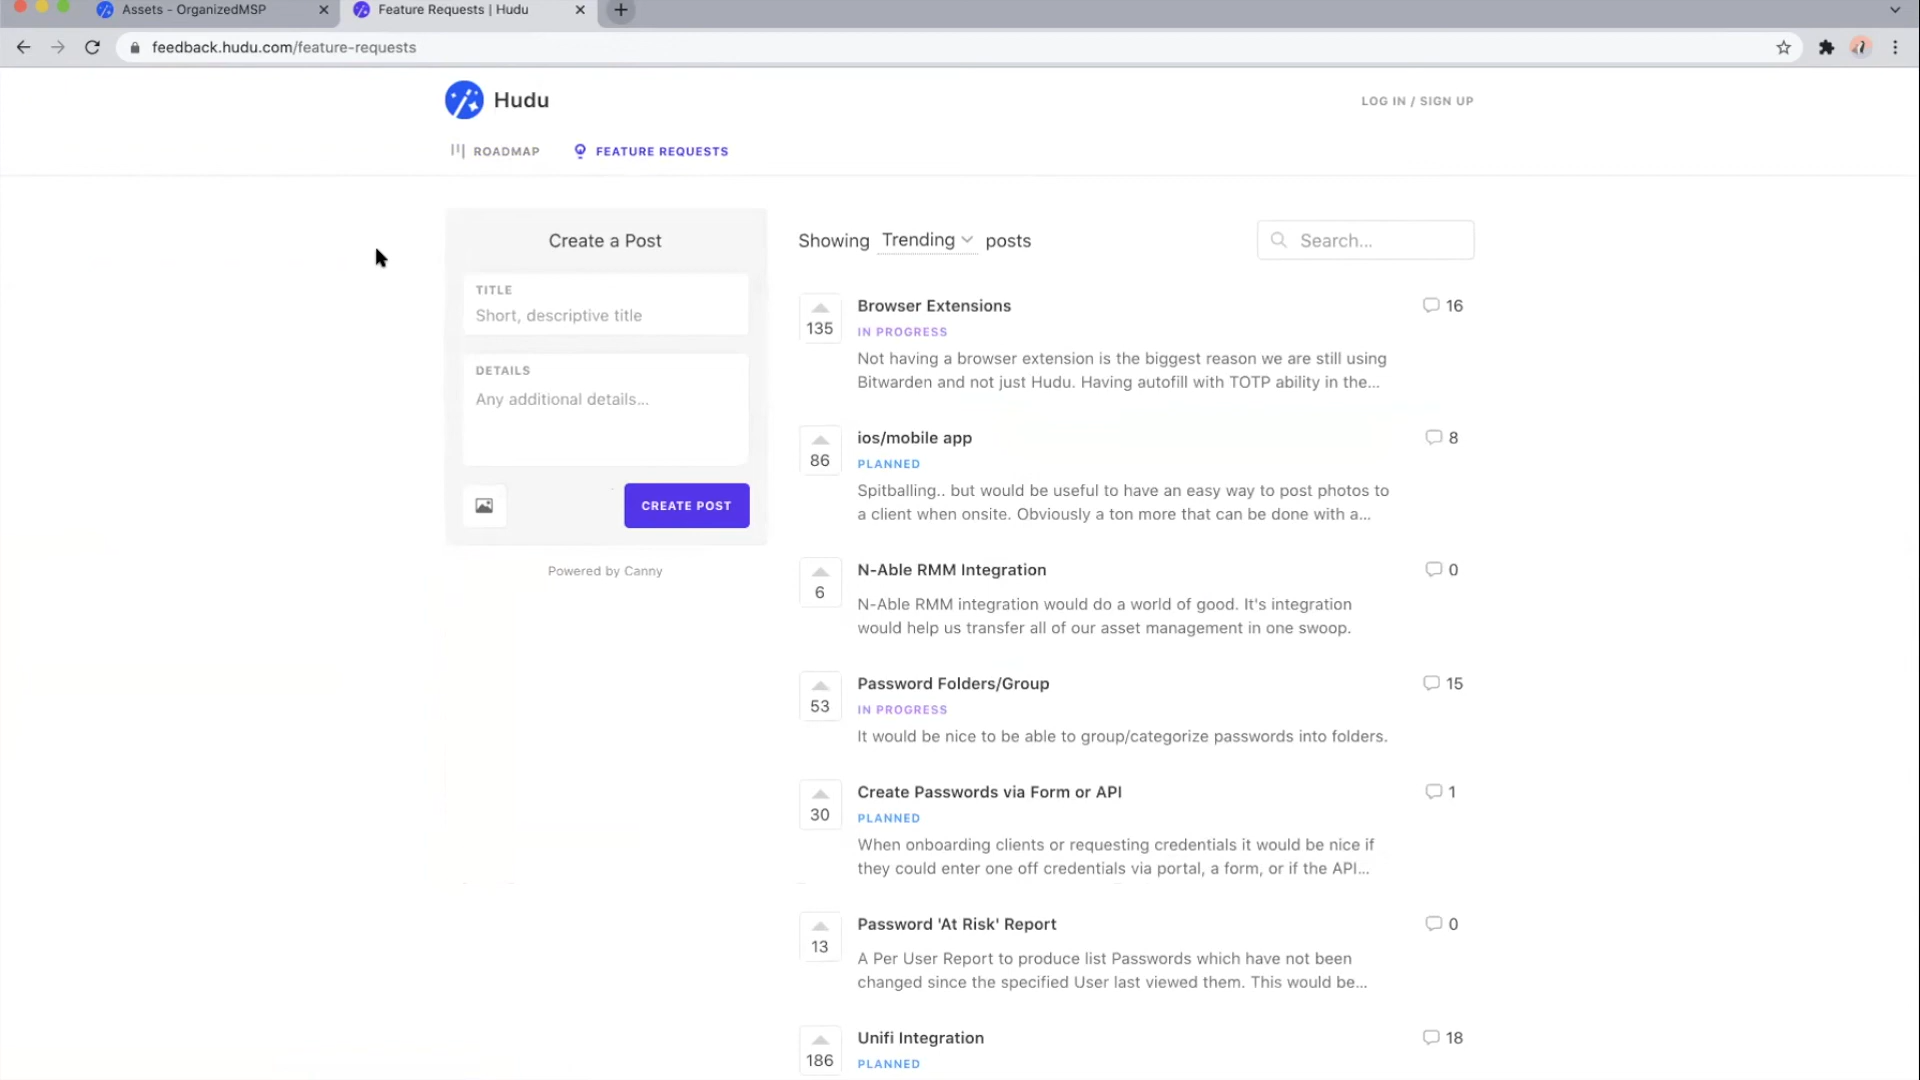 Assets - OrganizedMSP
Feature Requests | Hudu
feedback.hudu.com/feature-requests
Hudu
LOG IN / SIGN UP
ROADMAP
FEATURE REQUESTS
Create a Post
TITLE
Short, descriptive title
DETAILS
Any additional details...
CREATE POST
Powered by Canny
Showing Trending posts
Search...
135
Browser Extensions
16
IN PROGRESS
Not having a browser extension is the biggest reason we are still using
Bitwarden and not just Hudu. Having autofill with TOTP ability in the...
86
ios/mobile app
8
PLANNED
Spitballing.. but would be useful to have an easy way to post photos to
a client when onsite. Obviously a ton more that can be done with a...
6
N-Able RMM Integration
0
N-Able RMM integration would do a world of good. It's integration
would help us transfer all of our asset management in one swoop.
53
Password Folders/Group
15
IN PROGRESS
It would be nice to be able to group/categorize passwords into folders.
30
Create Passwords via Form or API
1
PLANNED
When onboarding clients or requesting credentials it would be nice if
they could enter one off credentials via portal, a form, or if the API...
13
Password 'At Risk' Report
0
A Per User Report to produce list Passwords which have not been
changed since the specified User last viewed them. This would be...
186
Unifi Integration
18
PLANNED